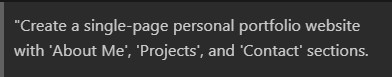 "Create a single-page personal portfolio website
with 'About Me', 'Projects', and 'Contact' sections.